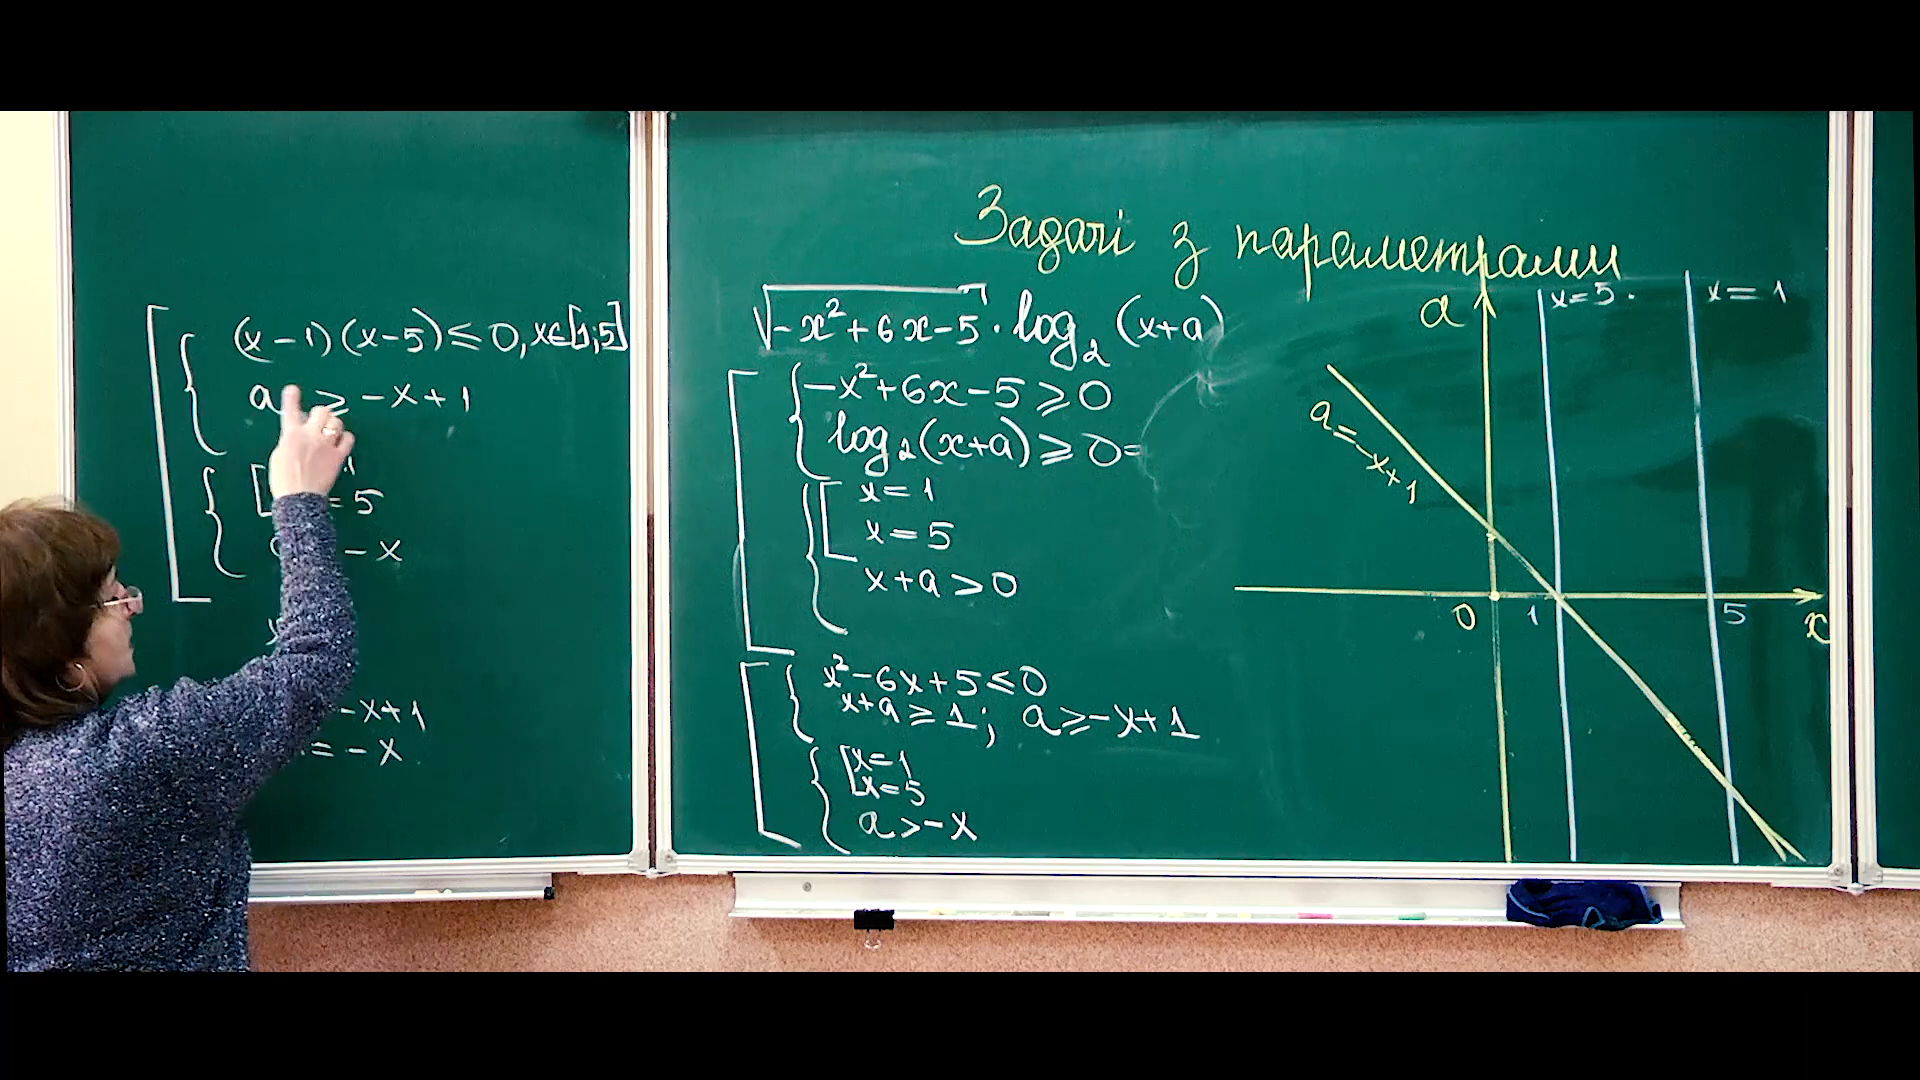 (x-1)(x-5)≤0, x∈[1;5]
a ≥ -x+1
1
= 5
- x
-x+1
= - x
Задачі з параметрами
√-x²+6x-5 · log₂ (x+a)
-x²+6x-5 ≥ 0
log₂(x+a) ≥ 0
x = 1
x = 5
x+a > 0
x²-6x+5 ≤ 0
x+a ≥ 1; a ≥ -x+1
x=1
x=5
a > -x
a
x=5.
x=1
a=-x+1
0
1
5
x